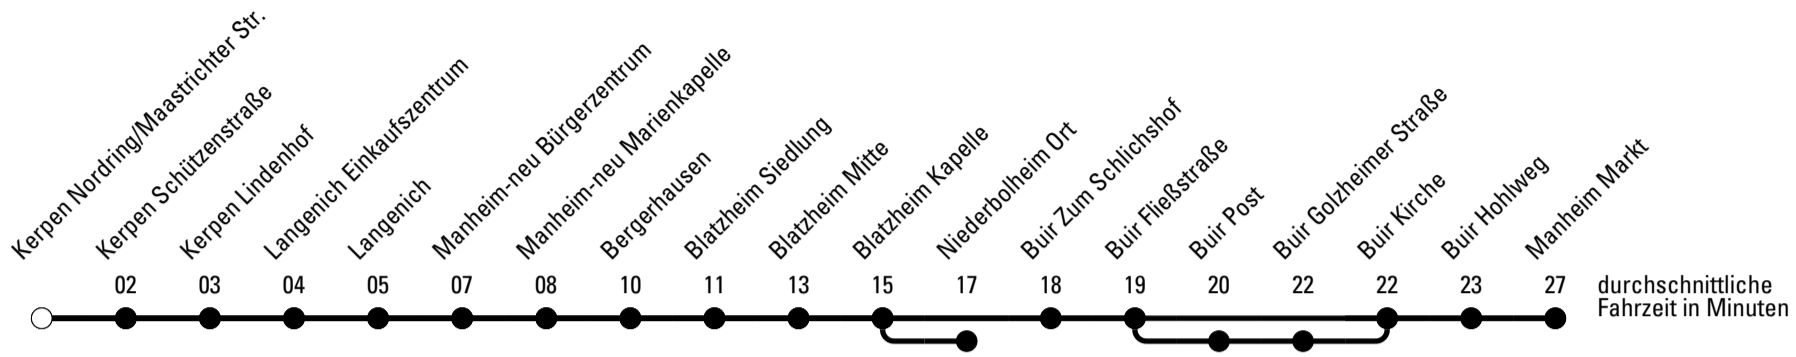 Kerpen Nordring/Maastrichter Str.
Kerpen Schützenstraße
Kerpen Lindenhof
Langenich Einkaufszentrum
Langenich
Manheim-neu Bürgerzentrum
Manheim-neu Marienkapelle
Bergerhausen
Blatzheim Siedlung
Blatzheim Mitte
Blatzheim Kapelle
Niederbolheim Ort
Buir Zum Schlichshof
Buir Fließstraße
Buir Post
Buir Golzheimer Straße
Buir Kirche
Buir Hohlweg
Manheim Markt
02 03 04 05 07 08 10 11 13 15 17 18 19 20 22 22 23 27 durchschnittliche
Fahrzeit in Minuten